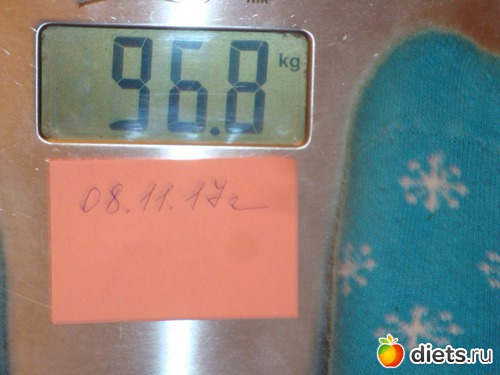 96.8 kg
08.11.17г
diets.ru